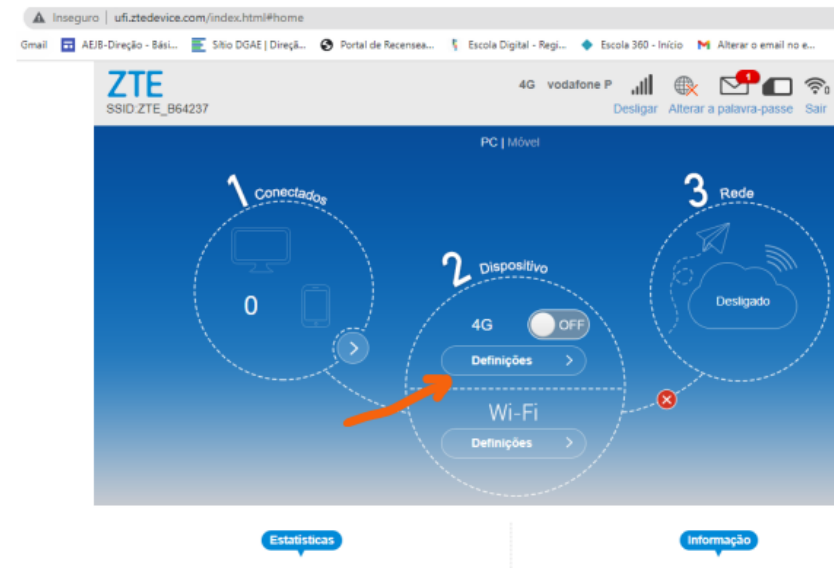 Inseguro | ufi.ztedevice.com/index.html#home
Gmail AEJB-Direção - Bási... Sítio DGAE | Direçã... Portal de Recensea... Escola Digital - Regi... Escola 360 - Início Alterar o email no e...
ZTE
SSID:ZTE_B64237
4G vodafone P 1 0
Desligar Alterar a palavra-passe Sair
PC | Móvel
1 Conectados
0
2 Dispositivo
4G OFF
Definições >
Wi-Fi
Definições >
3 Rede
Desligado
Estatísticas
Informação